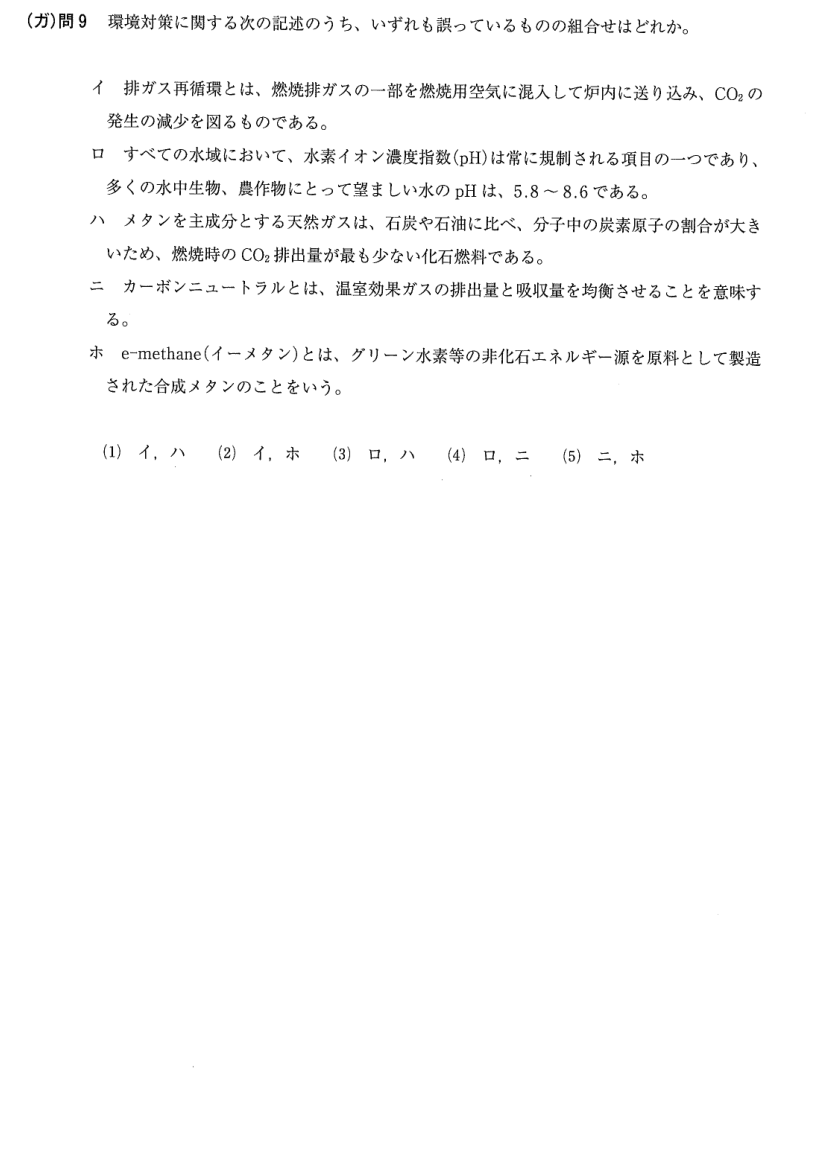 (ガ)問9 環境対策に関する次の記述のうち、いずれも誤っているものの組合せはどれか。
イ 排ガス再循環とは、燃焼排ガスの一部を燃焼用空気に混入して炉内に送り込み、CO₂の
発生の減少を図るものである。
ロ すべての水域において、水素イオン濃度指数(pH)は常に規制される項目の一つであり、
多くの水中生物、農作物にとって望ましい水のpHは、5.8〜8.6である。
ハ メタンを主成分とする天然ガスは、石炭や石油に比べ、分子中の炭素原子の割合が大き
いため、燃焼時のCO₂排出量が最も少ない化石燃料である。
ニ カーボンニュートラルとは、温室効果ガスの排出量と吸収量を均衡させることを意味す
る。
ホ e-methane(イーメタン)とは、グリーン水素等の非化石エネルギー源を原料として製造
された合成メタンのことをいう。
(1) イ, ハ (2) イ, ホ (3) ロ, ハ (4) ロ, ニ (5) ニ, ホ